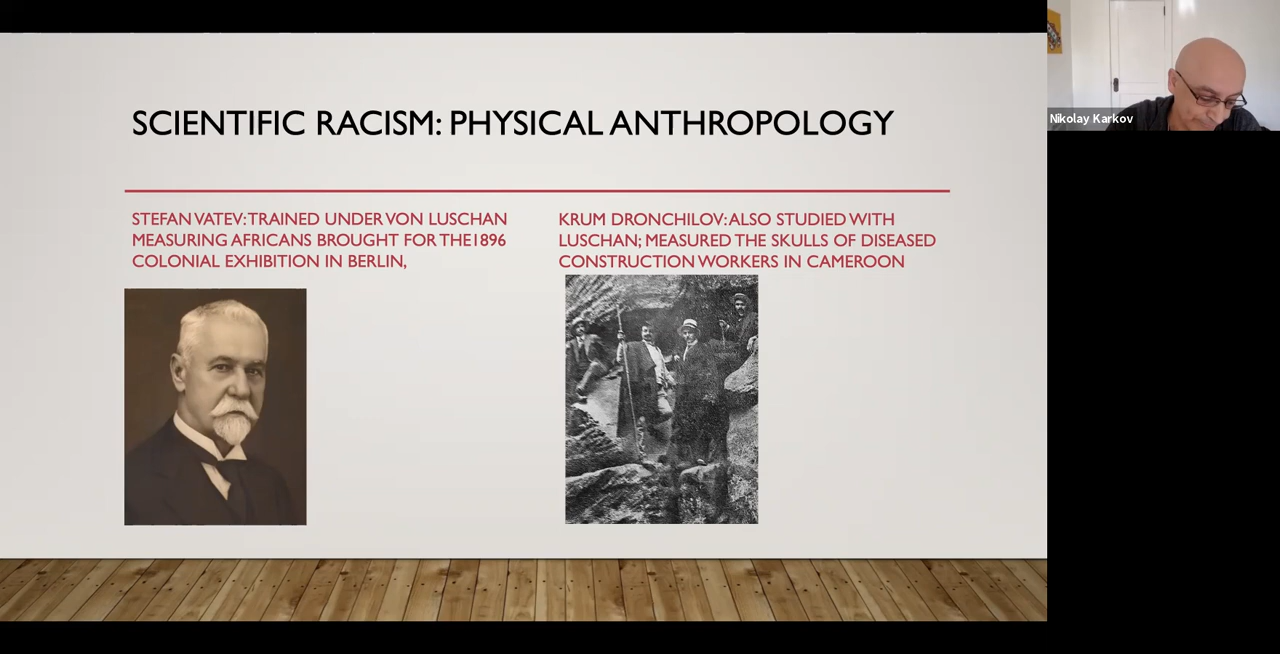 SCIENTIFIC RACISM: PHYSICAL ANTHROPOLOGY
STEFAN VATEV: TRAINED UNDER VON LUSCHAN
MEASURING AFRICANS BROUGHT FOR THE1896
COLONIAL EXHIBITION IN BERLIN,
KRUM DRONCHILOV: ALSO STUDIED WITH
LUSCHAN; MEASURED THE SKULLS OF DISEASED
CONSTRUCTION WORKERS IN CAMEROON
Nikolay Karkov